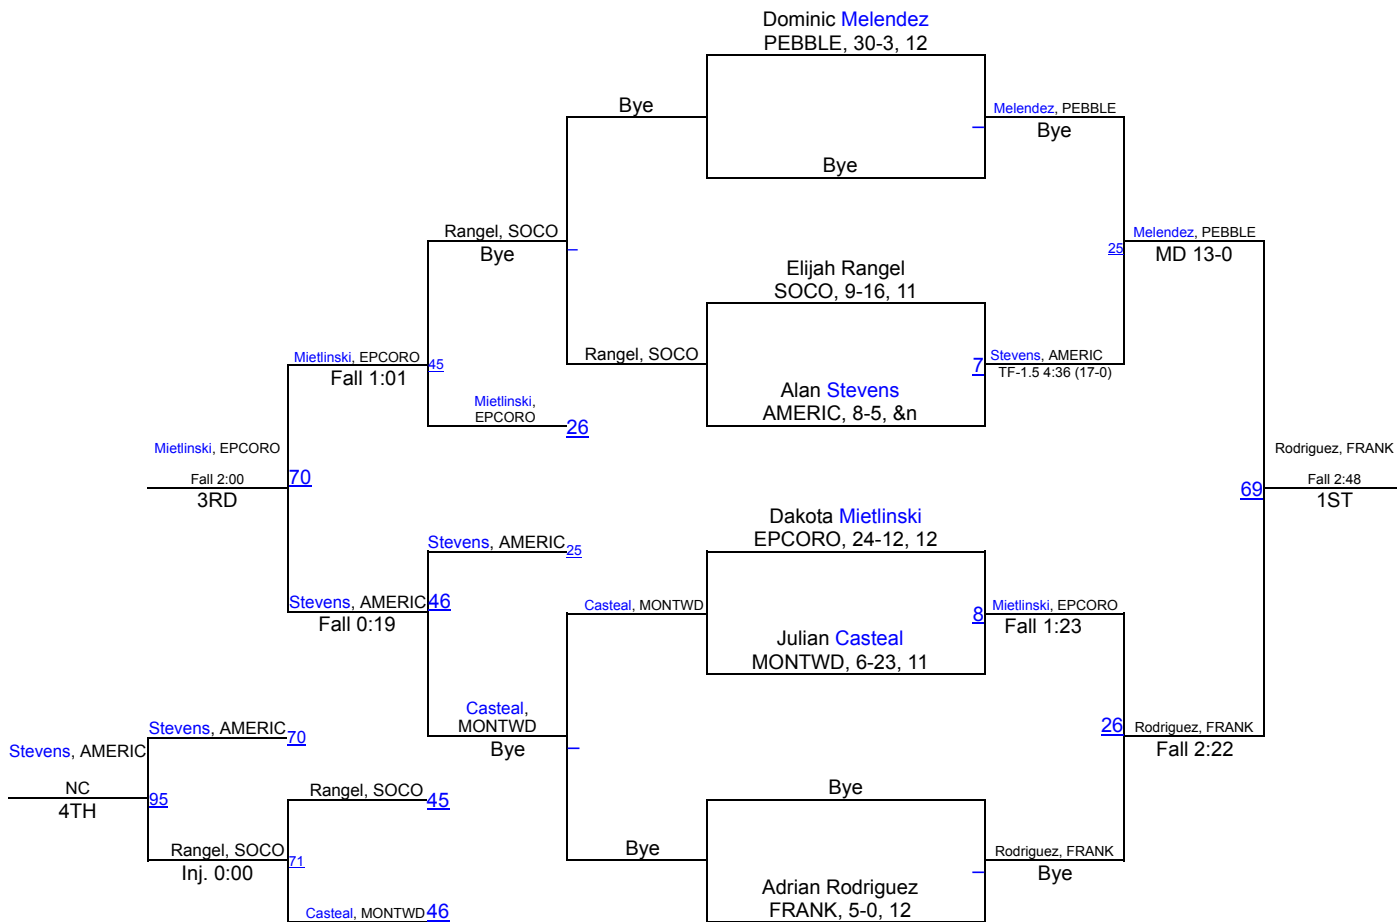 Dominic Melendez
PEBBLE, 30-3, 12
Bye
Melendez, PEBBLE
Bye
Bye
Rangel, SOCO
Bye
Melendez, PEBBLE
25
MD 13-0
Elijah Rangel
SOCO, 9-16, 11
Mietlinski, EPCORO
45
Fall 1:01
Rangel, SOCO
7
Stevens, AMERIC
TF-1.5 4:36 (17-0)
Alan Stevens
AMERIC, 8-5, &n
Mietlinski,
EPCORO
26
Mietlinski, EPCORO
Fall 2:00
70
3RD
Rodriguez, FRANK
Fall 2:48
69
1ST
Dakota Mietlinski
EPCORO, 24-12, 12
Stevens, AMERIC
25
Stevens, AMERIC
46
Fall 0:19
Casteal, MONTWD
8
Mietlinski, EPCORO
Fall 1:23
Julian Casteal
MONTWD, 6-23, 11
Casteal,
MONTWD
Bye
26
Rodriguez, FRANK
Fall 2:22
Stevens, AMERIC
70
Stevens, AMERIC
NC
95
4TH
Rangel, SOCO
45
Bye
Rangel, SOCO
71
Inj. 0:00
Bye
Rodriguez, FRANK
Bye
Adrian Rodriguez
FRANK, 5-0, 12
Casteal, MONTWD
46